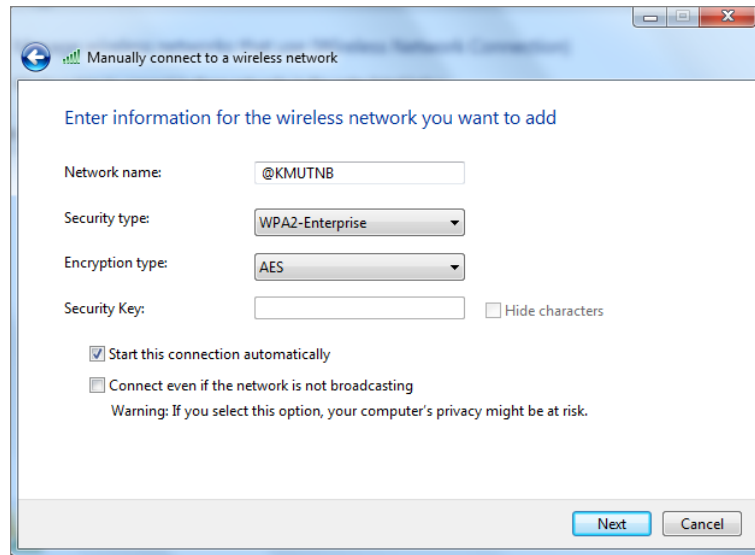 Manually connect to a wireless network
Enter information for the wireless network you want to add
Network name: @KMUTNB
Security type: WPA2-Enterprise
Encryption type: AES
Security Key: Hide characters
Start this connection automatically
Connect even if the network is not broadcasting
Warning: If you select this option, your computer's privacy might be at risk.
Next Cancel